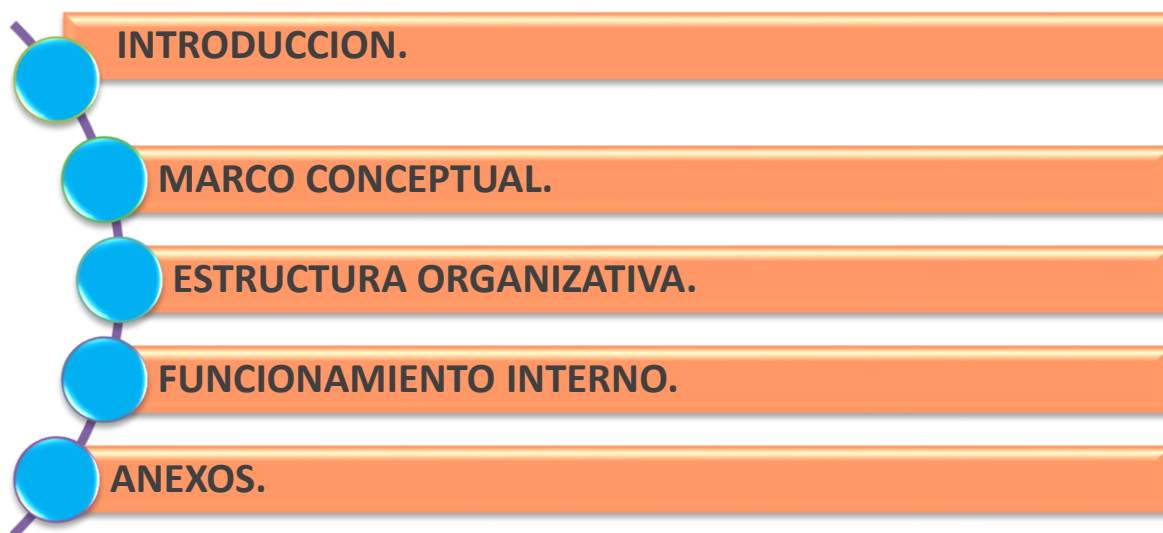 INTRODUCCION.
MARCO CONCEPTUAL.
ESTRUCTURA ORGANIZATIVA.
FUNCIONAMIENTO INTERNO.
ANEXOS.